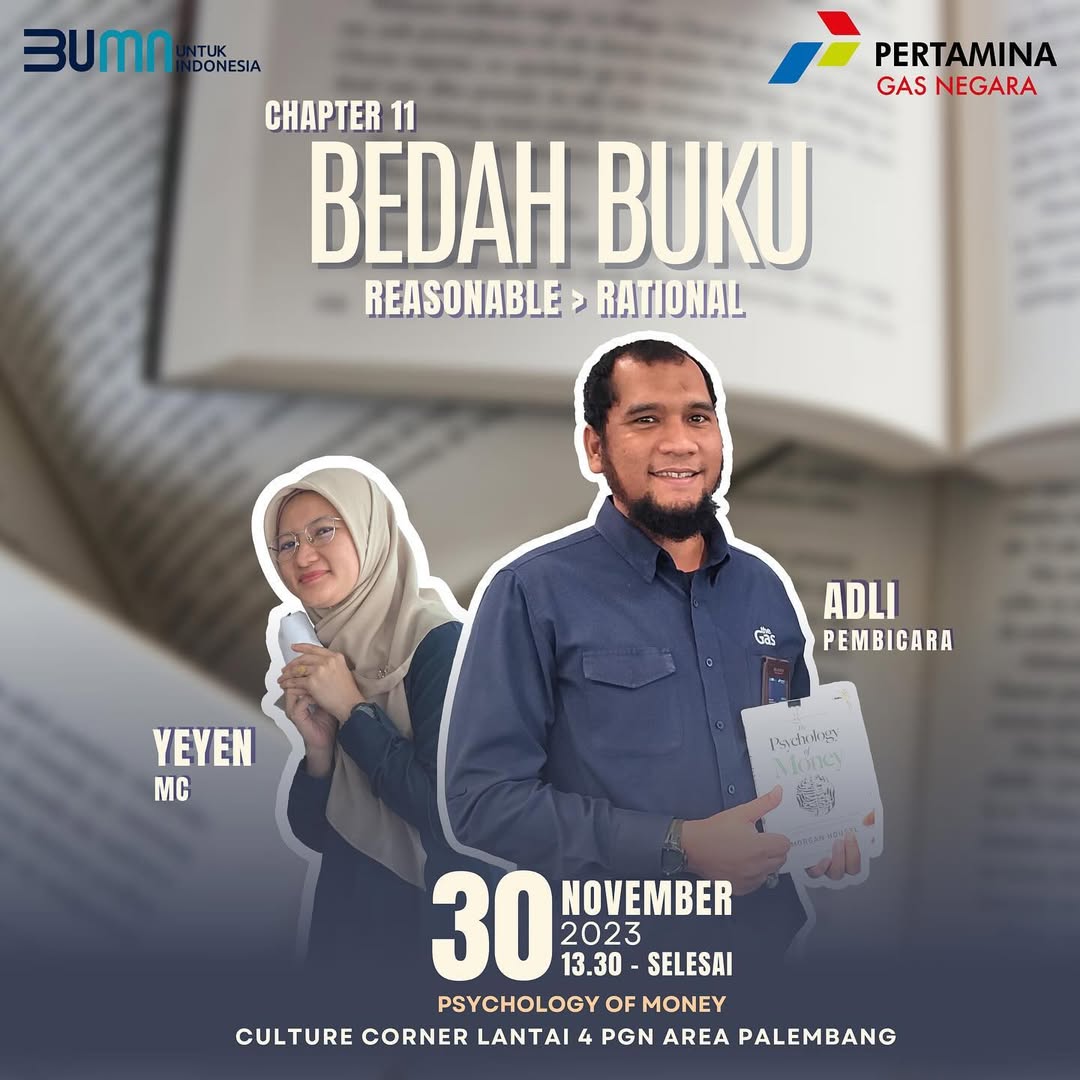 BUMN UNTUK
INDONESIA
PERTAMINA
GAS NEGARA
CHAPTER 11
BEDAH BUKU
REASONABLE > RATIONAL
ADLI
PEMBICARA
the
Gas
Psychology
of
Money
MORGAN HOUSEL
YEYEN
MC
30 NOVEMBER
2023
13.30 - SELESAI
PSYCHOLOGY OF MONEY
CULTURE CORNER LANTAI 4 PGN AREA PALEMBANG